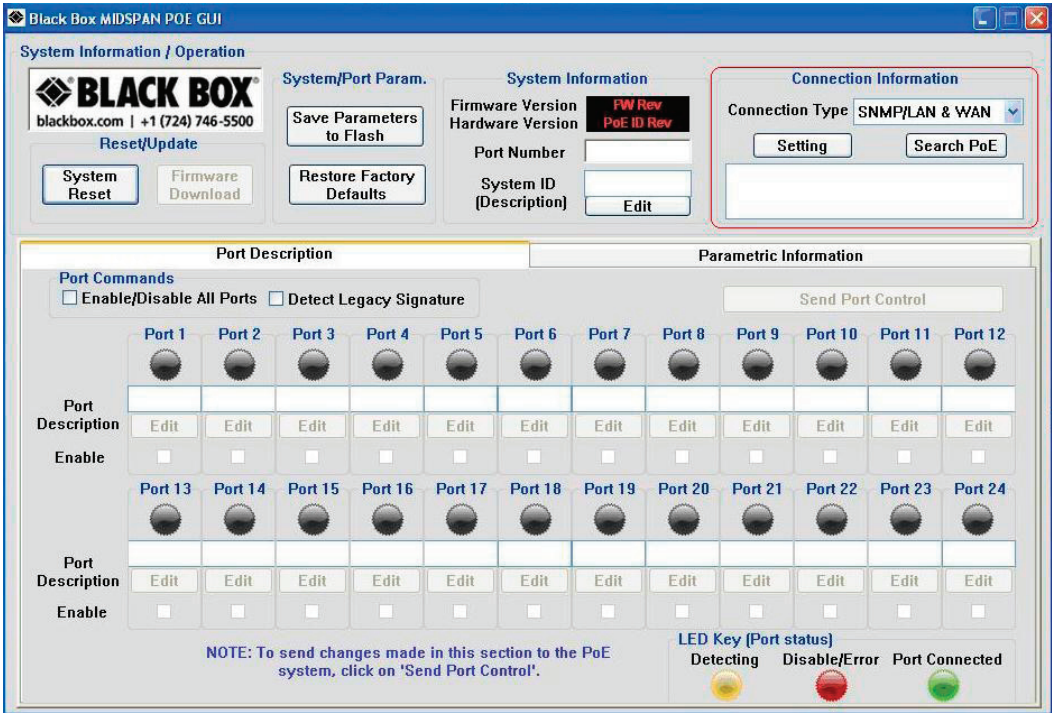 Black Box MIDSPAN POE GUI
System Information / Operation
BLACK BOX®
blackbox.com | +1 (724) 746-5500
Reset/Update
System Reset
Firmware Download
System/Port Param.
Save Parameters to Flash
Restore Factory Defaults
System Information
Firmware Version FW Rev
Hardware Version PoE ID Rev
Port Number
System ID (Description)
Edit
Connection Information
Connection Type SNMP/LAN & WAN
Setting Search PoE
Port Description Parametric Information
Port Commands
Enable/Disable All Ports Detect Legacy Signature
Send Port Control
Port 1 Port 2 Port 3 Port 4 Port 5 Port 6 Port 7 Port 8 Port 9 Port 10 Port 11 Port 12
Port Description
Edit Edit Edit Edit Edit Edit Edit Edit Edit Edit Edit Edit
Enable
Port 13 Port 14 Port 15 Port 16 Port 17 Port 18 Port 19 Port 20 Port 21 Port 22 Port 23 Port 24
Port Description
Edit Edit Edit Edit Edit Edit Edit Edit Edit Edit Edit Edit
Enable
NOTE: To send changes made in this section to the PoE
system, click on 'Send Port Control'.
LED Key (Port status)
Detecting Disable/Error Port Connected